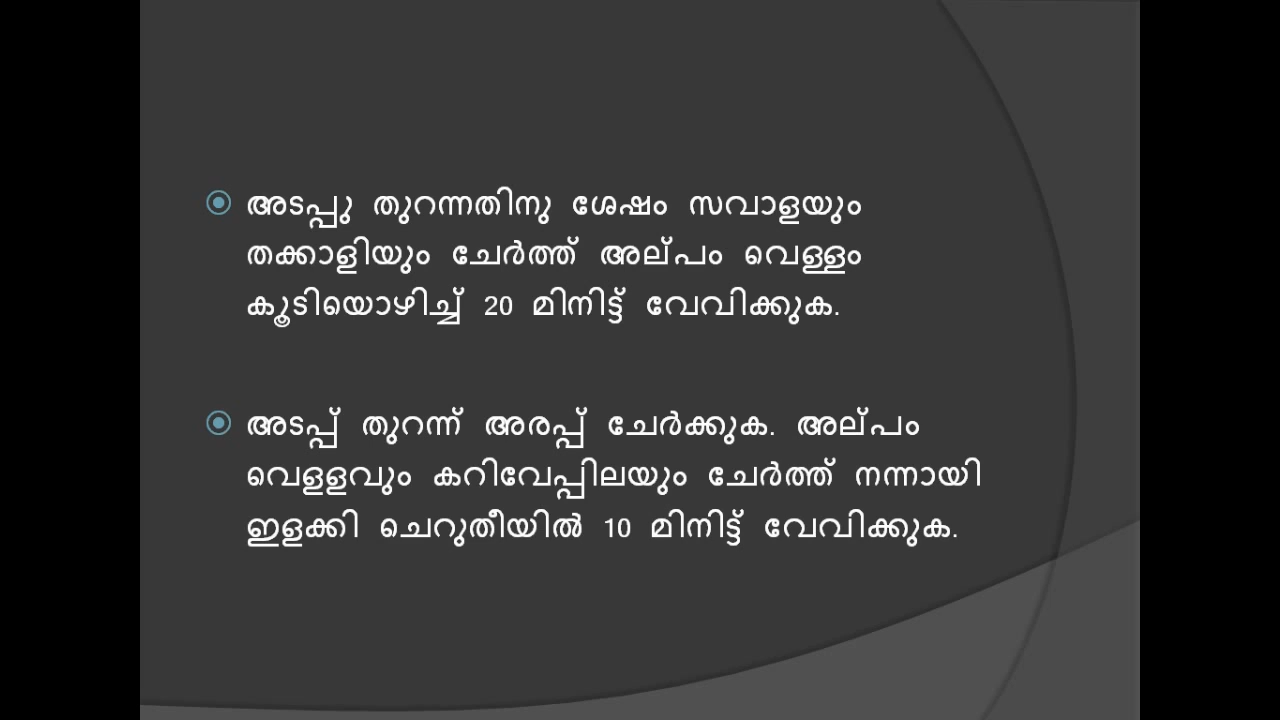 അടപ്പു തുറന്നതിനു ശേഷം സവാളയും
തക്കാളിയും ചേർത്ത് അല്‌പം വെള്ളം
കൂടിയൊഴിച്ച് 20 മിനിട്ട് വേവിക്കുക.
അടപ്പ് തുറന്ന് അരപ്പ് ചേർക്കുക. അല്‌പം
വെളളവും കറിവേപ്പിലയും ചേർത്ത് നന്നായി
ഇളക്കി ചെറുതീയിൽ 10 മിനിട്ട് വേവിക്കുക.